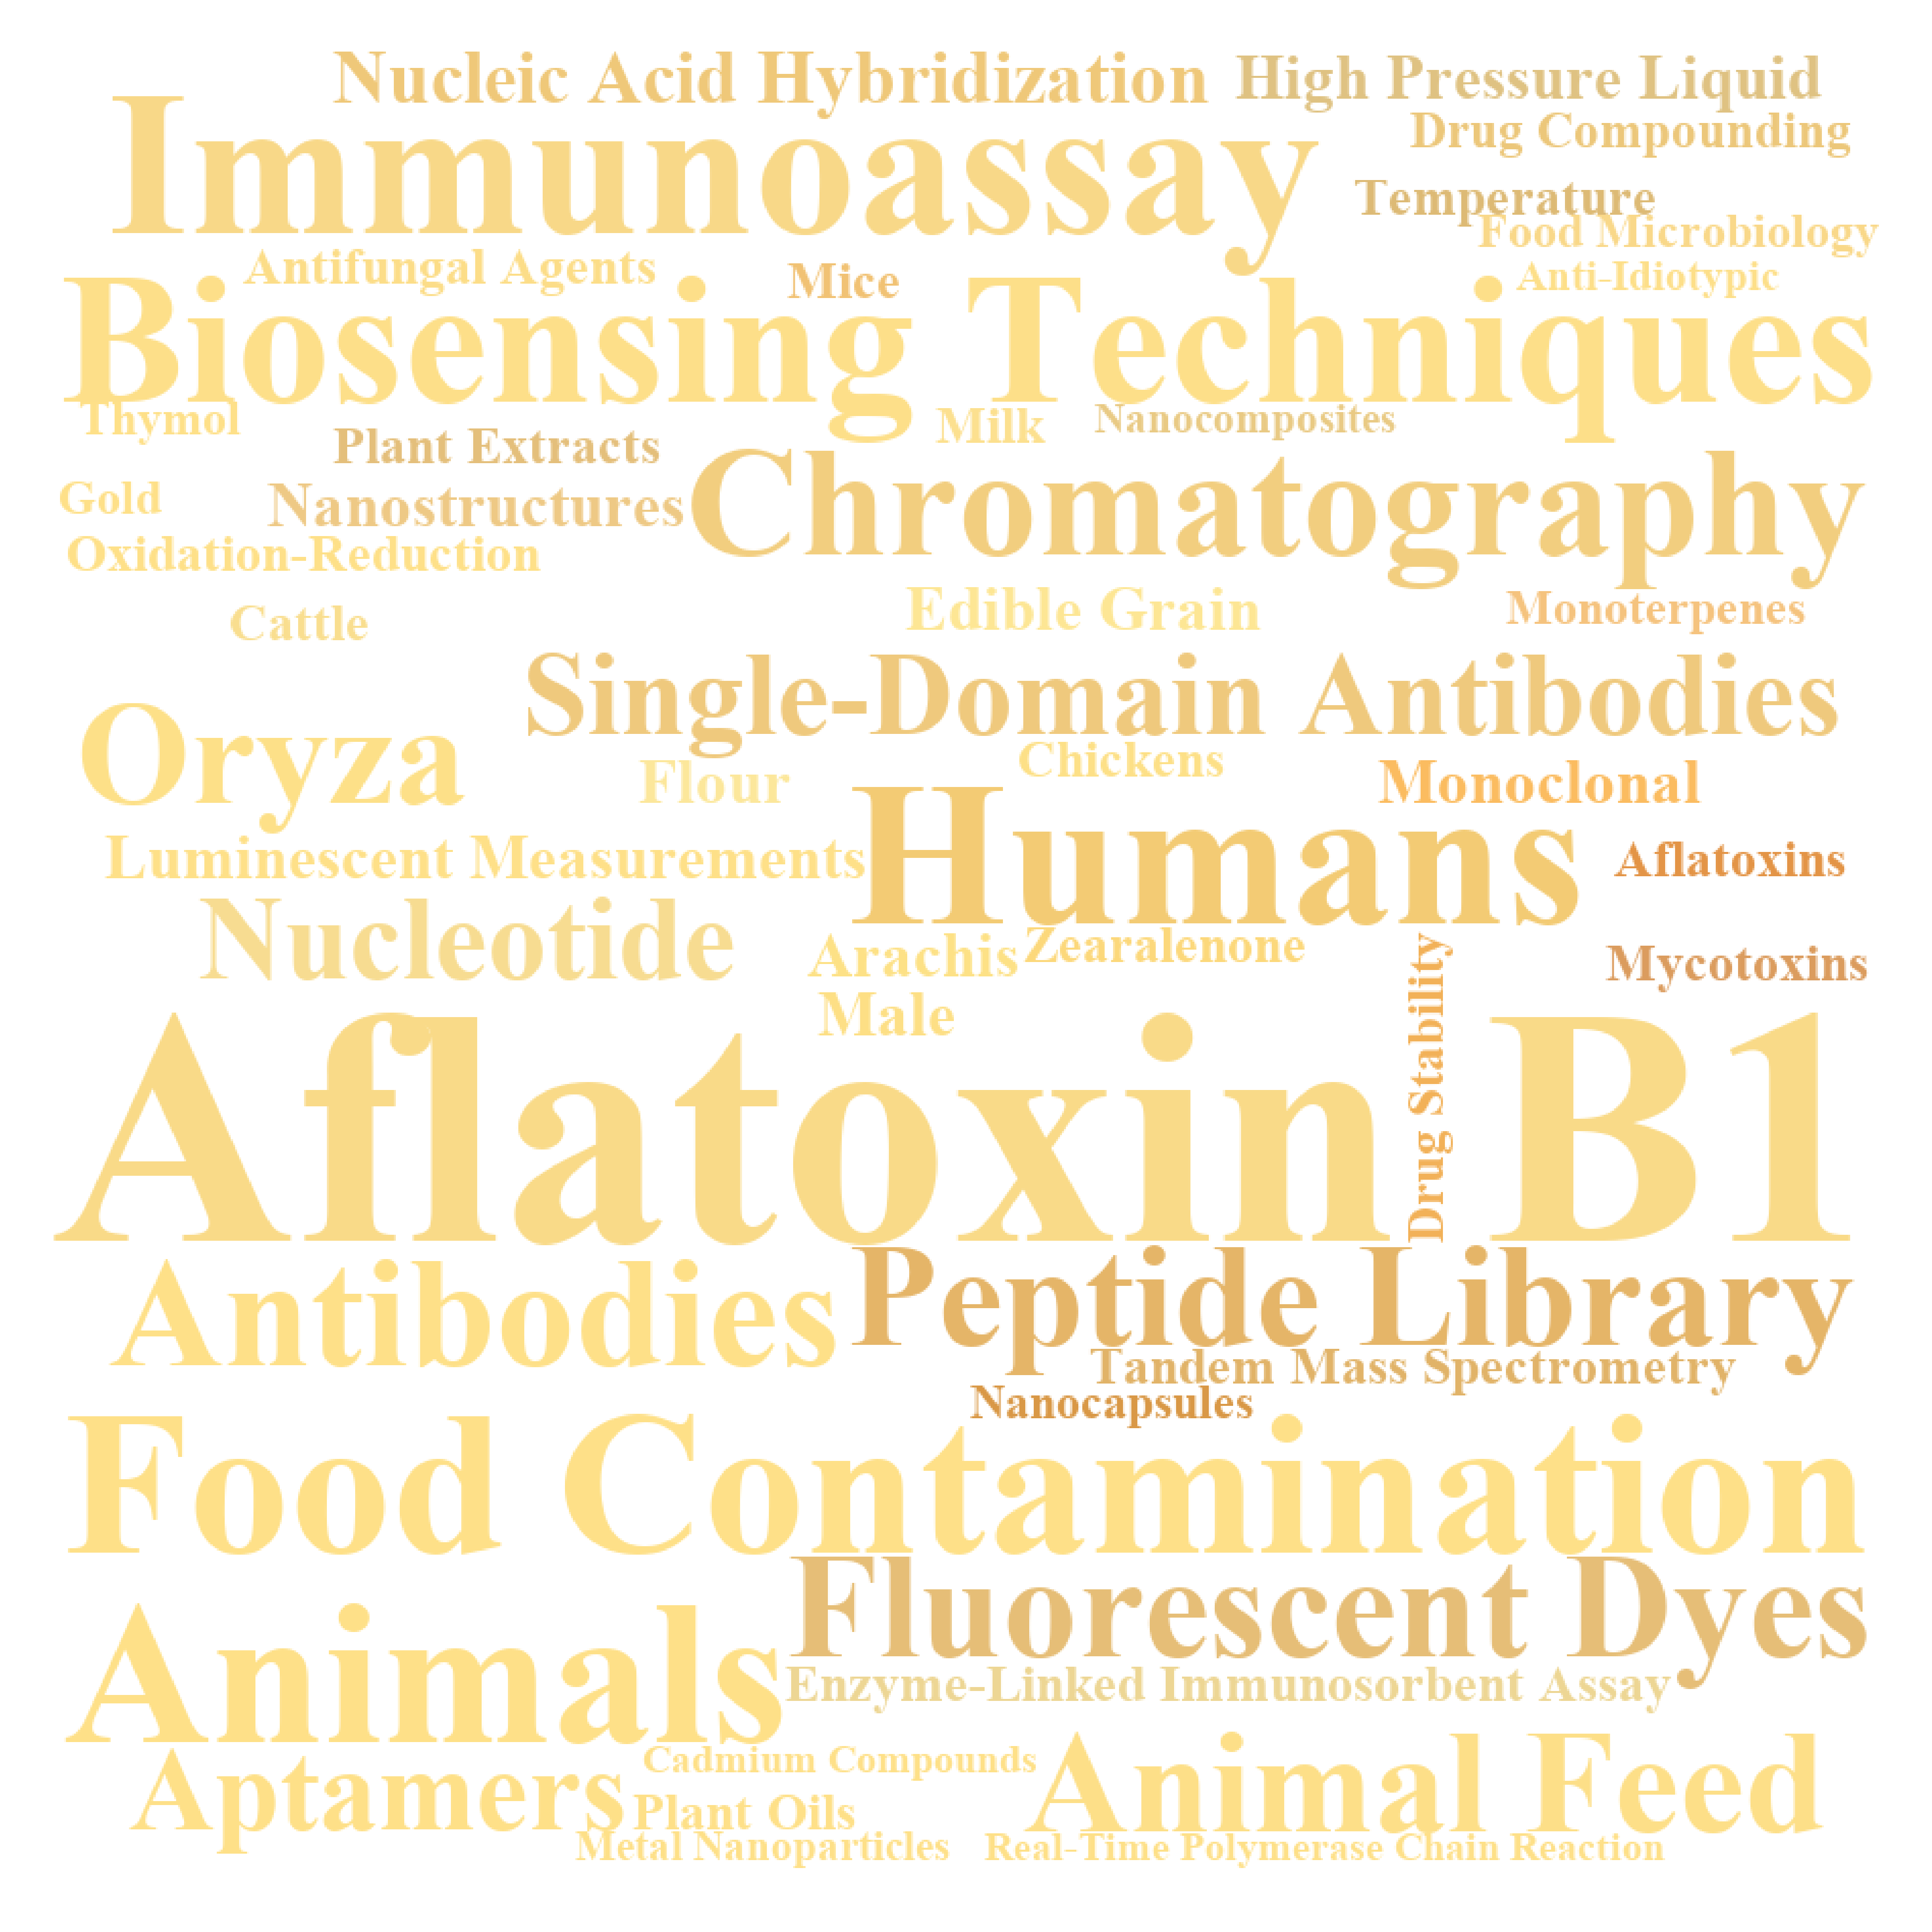 Nucleic Acid Hybridization
High Pressure Liquid
Immunoassay
Drug Compounding
Temperature
Food Microbiology
Antifungal Agents
Mice
Anti-Idiotypic
Biosensing Techniques
Thymol
Milk
Nanocomposites
Plant Extracts
Gold
Nanostructures
Chromatography
Oxidation-Reduction
Cattle
Edible Grain
Monoterpenes
Single-Domain Antibodies
Oryza
Flour
Chickens
Monoclonal
Luminescent Measurements
Humans
Aflatoxins
Nucleotide
Arachis
Zearalenone
Mycotoxins
Male
Drug Stability
Aflatoxin B1
Antibodies
Peptide Library
Tandem Mass Spectrometry
Nanocapsules
Food Contamination
Fluorescent Dyes
Animals
Enzyme-Linked Immunosorbent Assay
Aptamers
Cadmium Compounds
Animal Feed
Plant Oils
Metal Nanoparticles
Real-Time Polymerase Chain Reaction